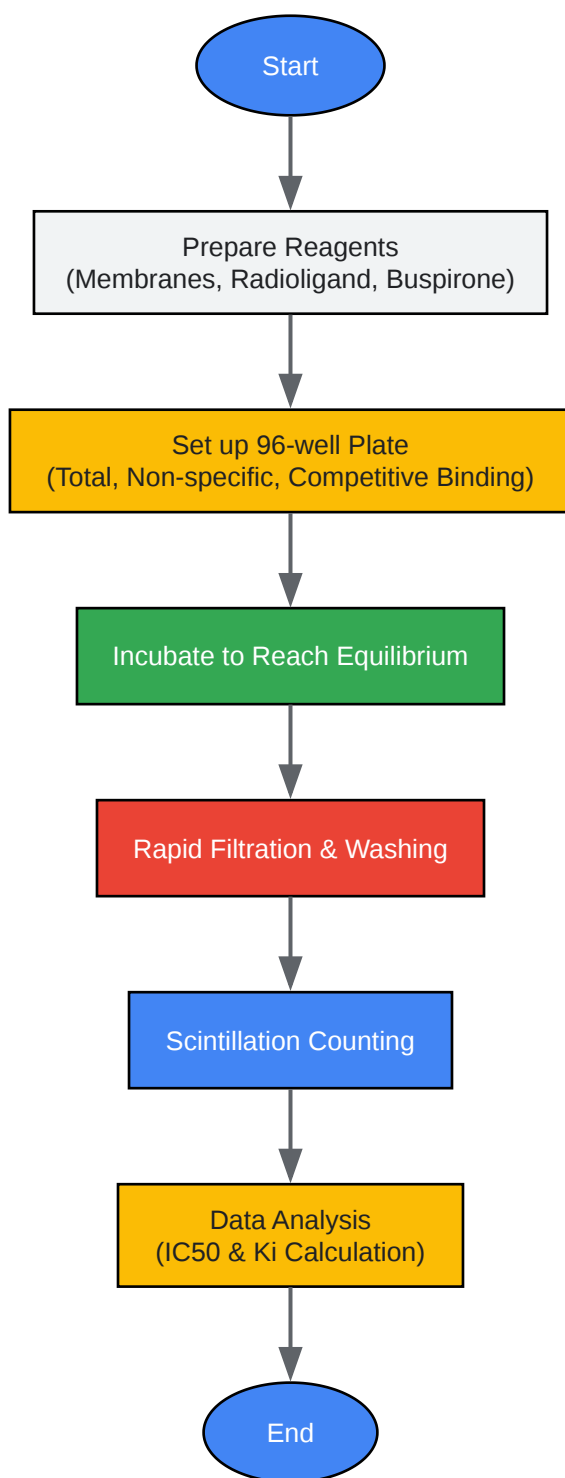 Start
Prepare Reagents
(Membranes, Radioligand, Buspirone)
Set up 96-well Plate
(Total, Non-specific, Competitive Binding)
Incubate to Reach Equilibrium
Rapid Filtration & Washing
Scintillation Counting
Data Analysis
(IC50 & Ki Calculation)
End